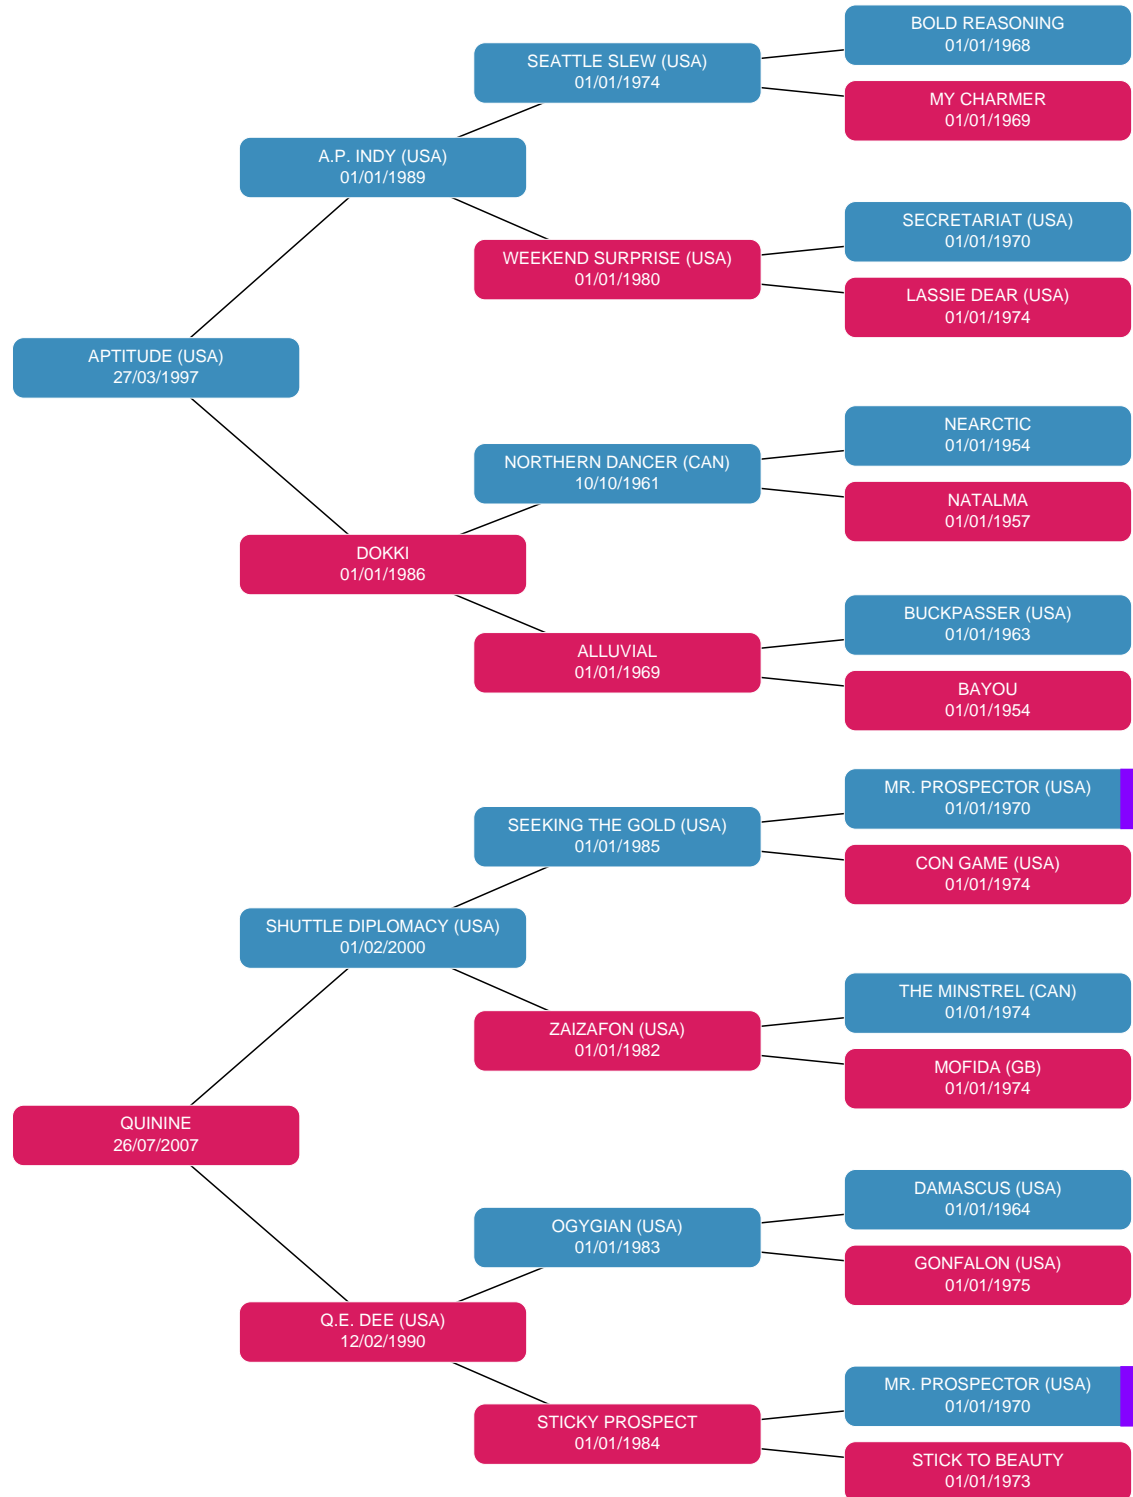 BOLD REASONING
01/01/1968
SEATTLE SLEW (USA)
01/01/1974
MY CHARMER
01/01/1969
A.P. INDY (USA)
01/01/1989
SECRETARIAT (USA)
01/01/1970
WEEKEND SURPRISE (USA)
01/01/1980
LASSIE DEAR (USA)
01/01/1974
APTITUDE (USA)
27/03/1997
NEARCTIC
01/01/1954
NORTHERN DANCER (CAN)
10/10/1961
NATALMA
01/01/1957
DOKKI
01/01/1986
BUCKPASSER (USA)
01/01/1963
ALLUVIAL
01/01/1969
BAYOU
01/01/1954
MR. PROSPECTOR (USA)
01/01/1970
SEEKING THE GOLD (USA)
01/01/1985
CON GAME (USA)
01/01/1974
SHUTTLE DIPLOMACY (USA)
01/02/2000
THE MINSTREL (CAN)
01/01/1974
ZAIZAFON (USA)
01/01/1982
MOFIDA (GB)
01/01/1974
QUININE
26/07/2007
DAMASCUS (USA)
01/01/1964
OGYGIAN (USA)
01/01/1983
GONFALON (USA)
01/01/1975
Q.E. DEE (USA)
12/02/1990
MR. PROSPECTOR (USA)
01/01/1970
STICKY PROSPECT
01/01/1984
STICK TO BEAUTY
01/01/1973